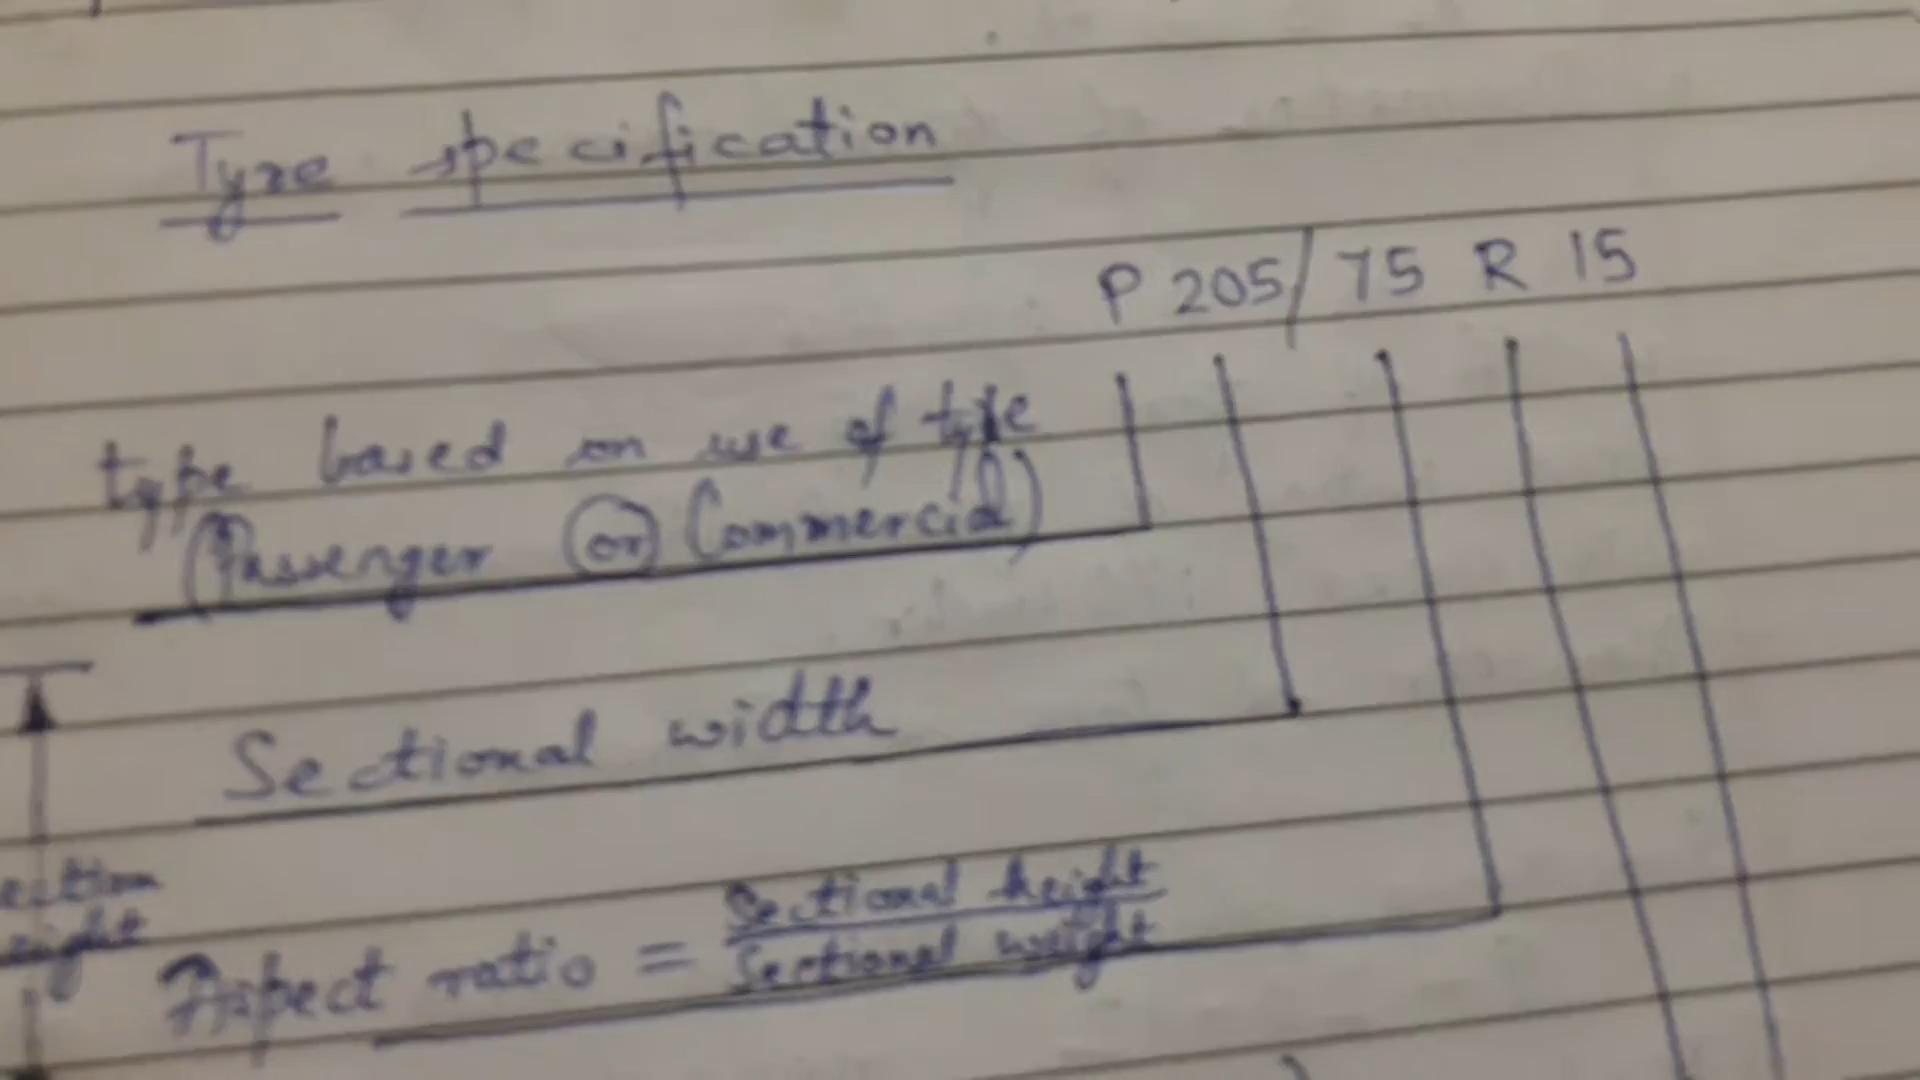 Tyre specification
P 205/ 75 R 15
type based on use of tyre
(Passenger or Commercial)
Sectional width
Aspect ratio = Sectional height
Sectional weight